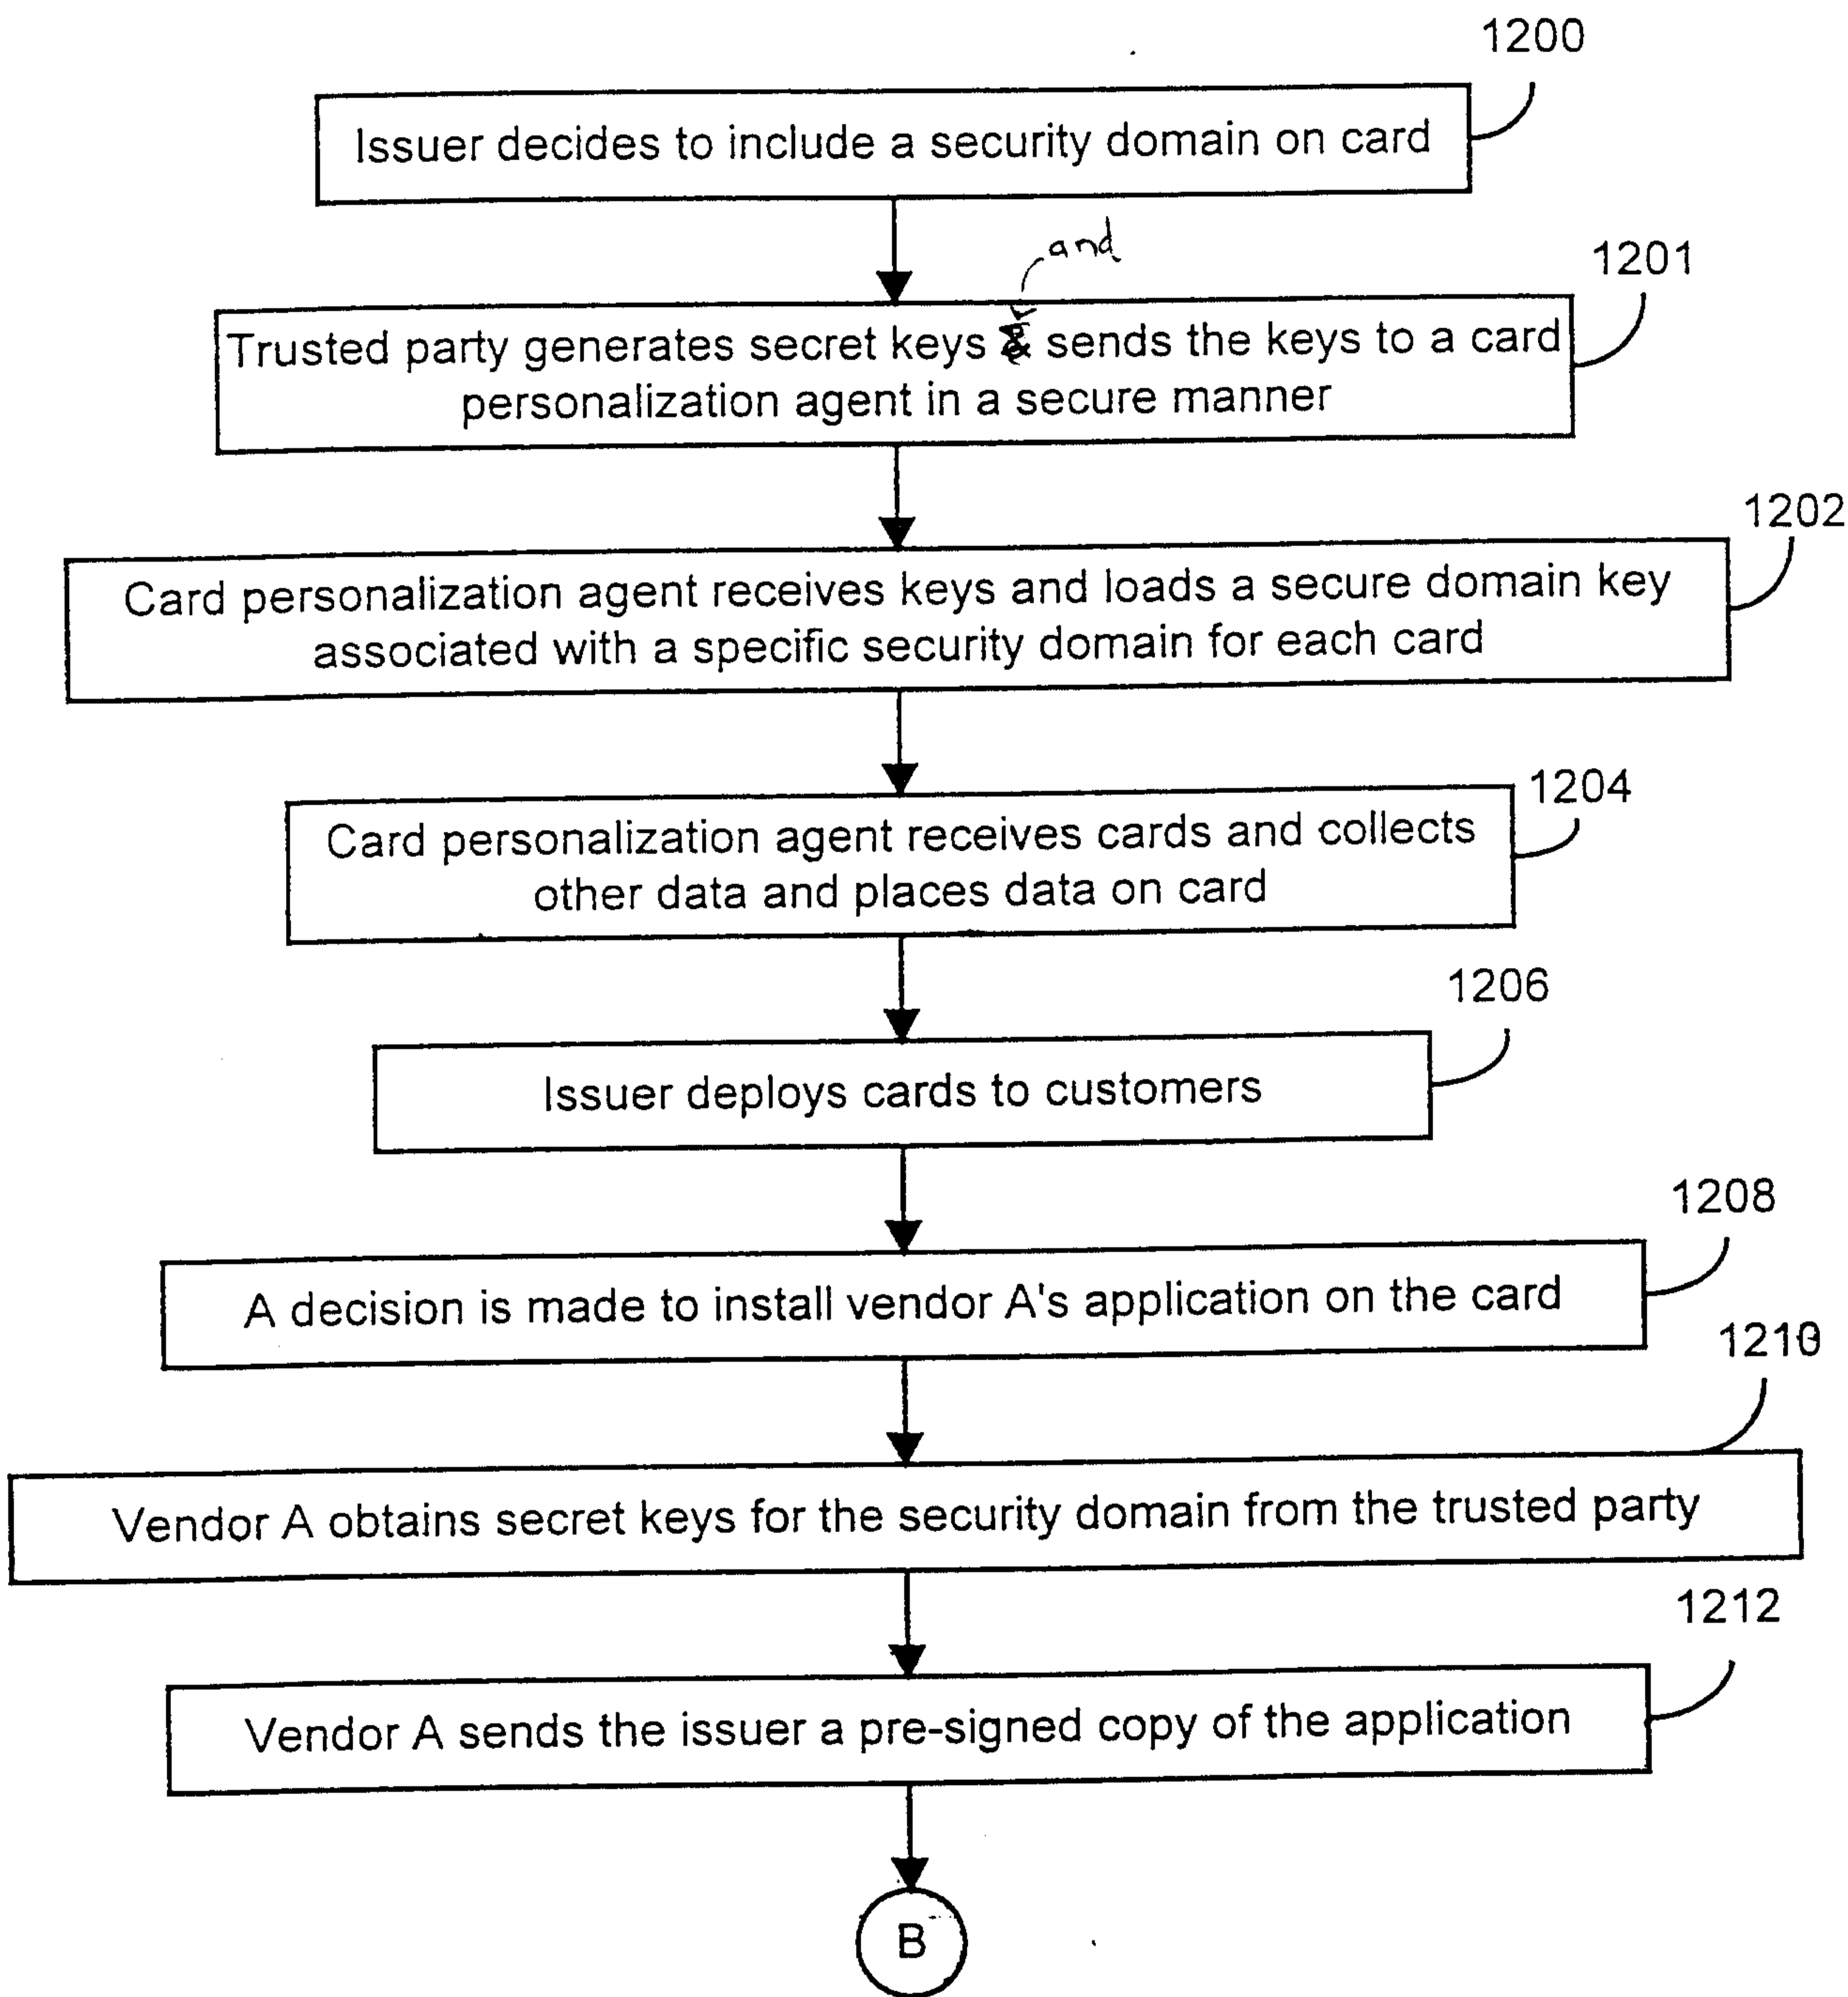 1200
Issuer decides to include a security domain on card
and
1201
Trusted party generates secret keys & sends the keys to a card
personalization agent in a secure manner
1202
Card personalization agent receives keys and loads a secure domain key
associated with a specific security domain for each card
1204
Card personalization agent receives cards and collects
other data and places data on card
1206
Issuer deploys cards to customers
1208
A decision is made to install vendor A's application on the card
1210
Vendor A obtains secret keys for the security domain from the trusted party
1212
Vendor A sends the issuer a pre-signed copy of the application
B